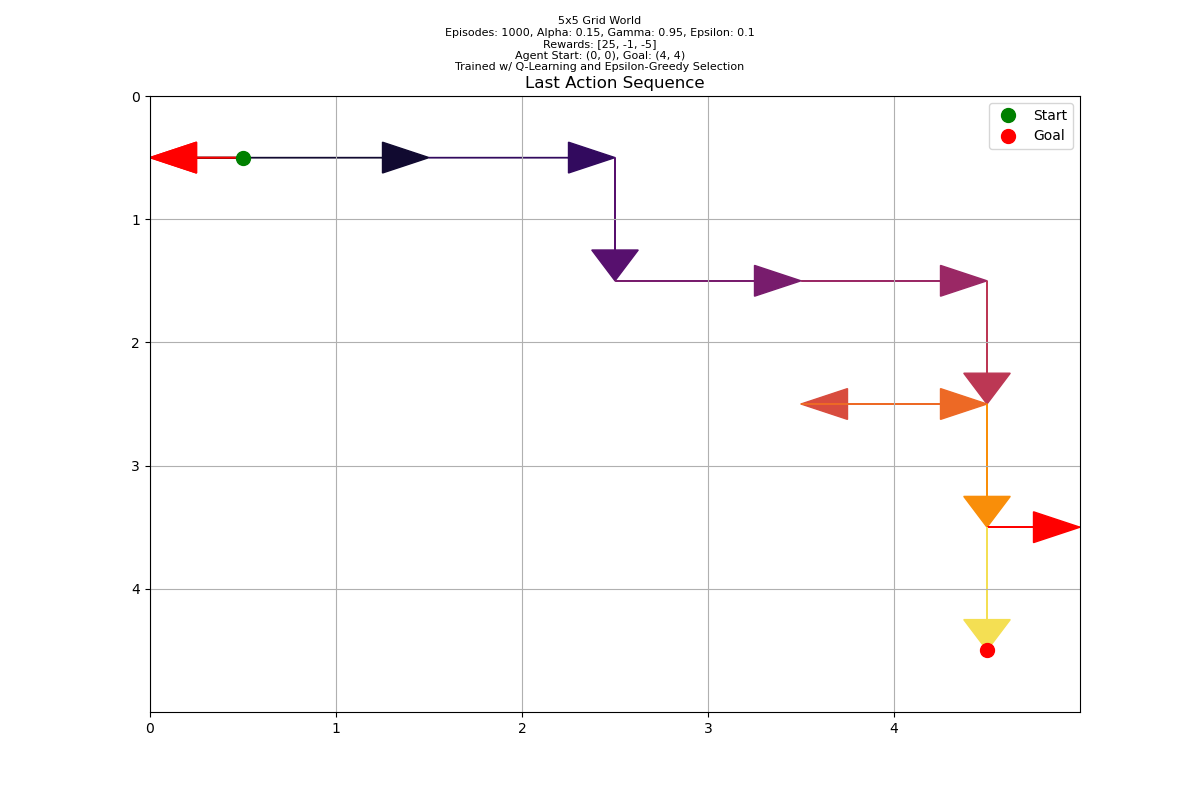 5x5 Grid World
Episodes: 1000, Alpha: 0.15, Gamma: 0.95, Epsilon: 0.1
Rewards: [25, -1, -5]
Agent Start: (0, 0), Goal: (4, 4)
Trained w/ Q-Learning and Epsilon-Greedy Selection
Last Action Sequence
Start
Goal
0
1
2
3
4
0 1 2 3 4